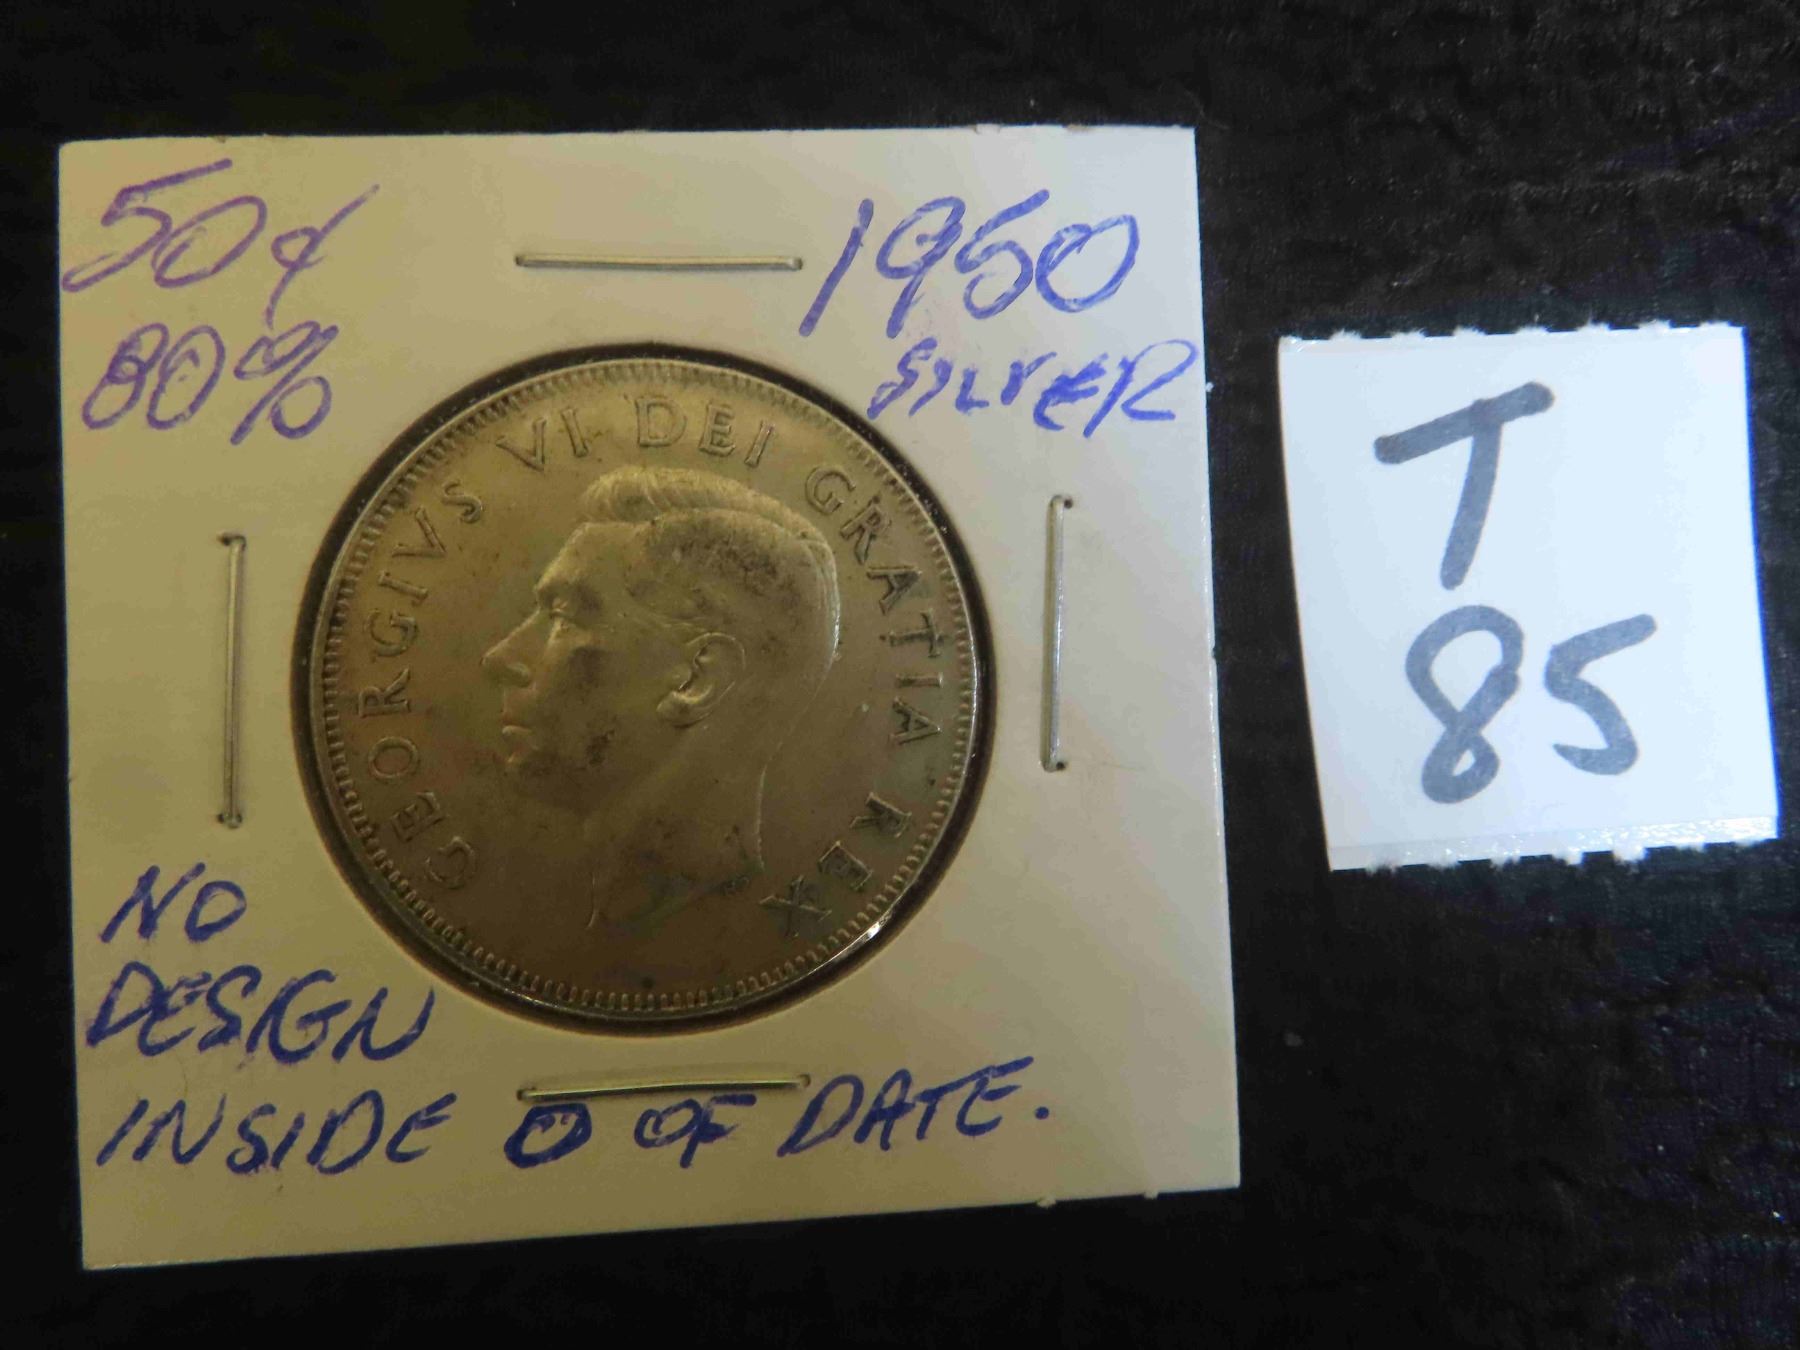 50¢ 1950
80% SILVER
GEORGIVS VI DEI GRATIA REX
NO
DESIGN
INSIDE 0 OF DATE.
T
85